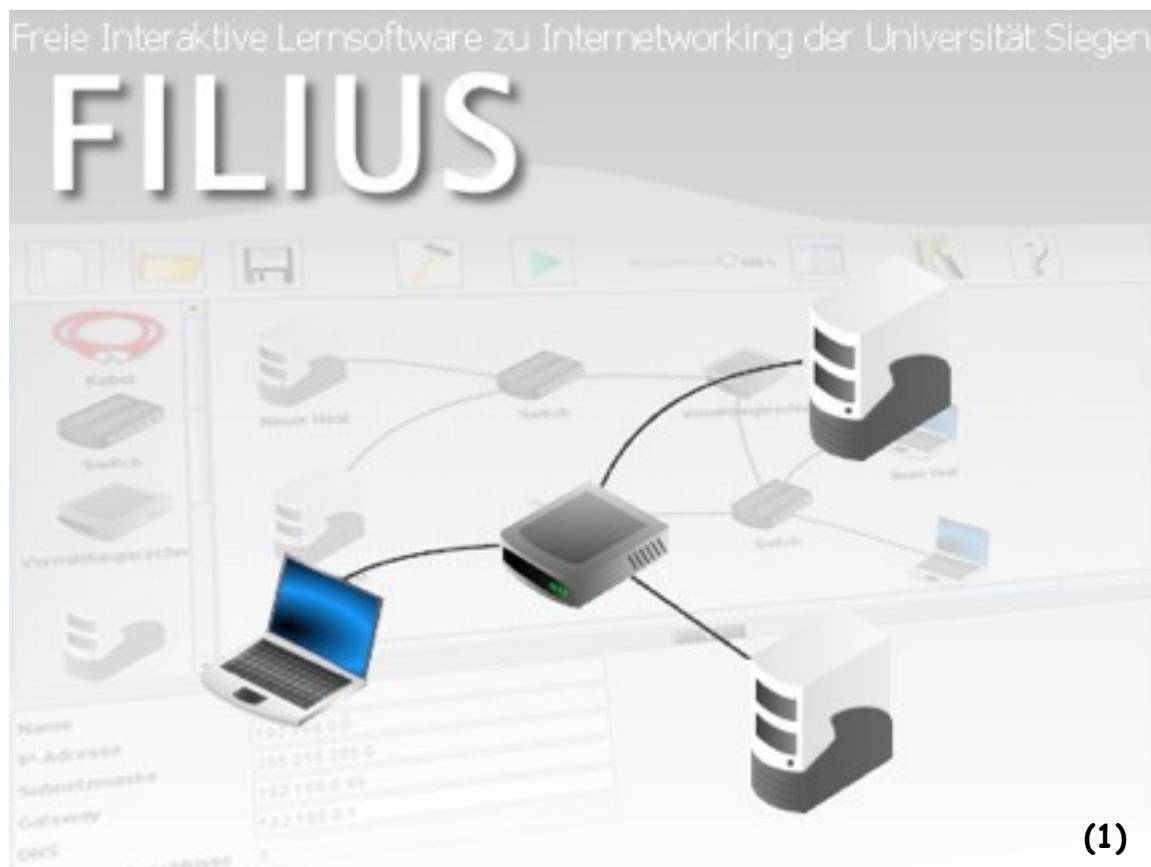 Freie Interaktive Lernsoftware zu Internetworking der Universität Siegen
FILIUS
Kabel
Neuer Host
Switch
Switch
Neuer Host
Switch
Name
192.168.0.0
IP-Adresse
255.255.255.0
Subnetzmaske
192.168.0.99
Gateway
192.168.0.1
DNS
(1)